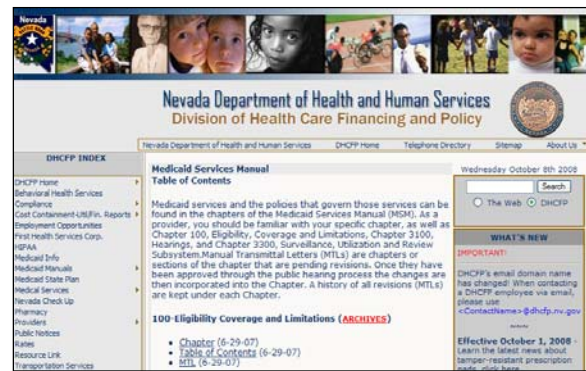 Nevada
Nevada Department of Health and Human Services
Division of Health Care Financing and Policy
Nevada Department of Health and Human Services DHCFP Home Telephone Directory Sitemap About Us
DHCFP INDEX
DHCFP Home
Behavioral Health Services
Compliance
Cost Containment-Util/Fin. Reports
Employment Opportunities
First Health Services Corp.
HIPAA
Medicaid Info
Medicaid Manuals
Medicaid State Plan
Medical Services
Nevada Check Up
Pharmacy
Providers
Public Notices
Rates
Resource Link
Transportation Services
Medicaid Services Manual
Table of Contents
Medicaid services and the policies that govern those services can be
found in the chapters of the Medicaid Services Manual (MSM). As a
provider, you should be familiar with your specific chapter, as well as
Chapter 100, Eligibility, Coverage and Limitations, Chapter 3100,
Hearings, and Chapter 3300, Surveillance, Utilization and Review
Subsystem.Manual Transmittal Letters (MTLs) are chapters or
sections of the chapter that are pending revisions. Once they have
been approved through the public hearing process the changes are
then incorporated into the Chapter. A history of all revisions (MTLs)
are kept under each Chapter.
100-Eligibility Coverage and Limitations (ARCHIVES)
Chapter (6-29-07)
Table of Contents (6-29-07)
MTL (6-29-07)
Wednesday October 8th 2008
Search
The Web DHCFP
WHAT'S NEW
IMPORTANT!
DHCFP's email domain name
has changed! When contacting
a DHCFP employee via email,
please use
<ContactName>@dhcfp.nv.gov
Effective October 1, 2008 -
Learn the latest news about
tamper-resistant prescription
pads, click here